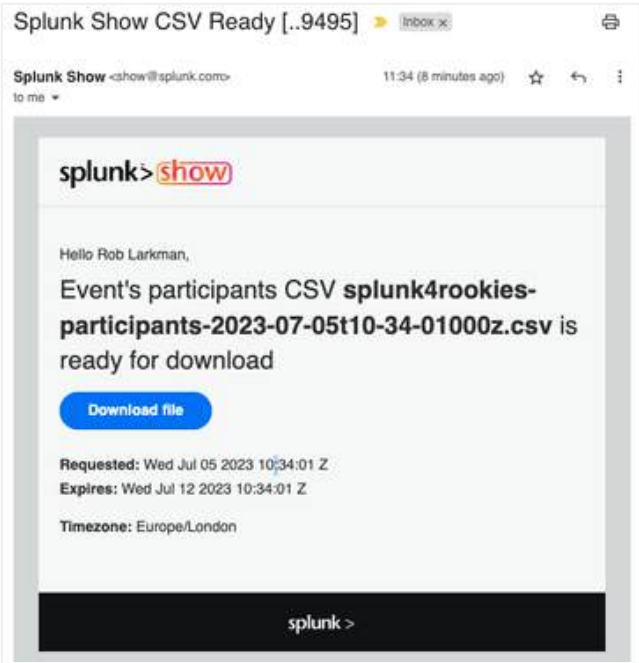 Splunk Show CSV Ready [..9495] Inbox x
Splunk Show <show@splunk.com> 11:34 (8 minutes ago)
to me
splunk>show
Hello Rob Larkman,
Event's participants CSV splunk4rookies-
participants-2023-07-05t10-34-01000z.csv is
ready for download
Download file
Requested: Wed Jul 05 2023 10:34:01 Z
Expires: Wed Jul 12 2023 10:34:01 Z
Timezone: Europe/London
splunk>